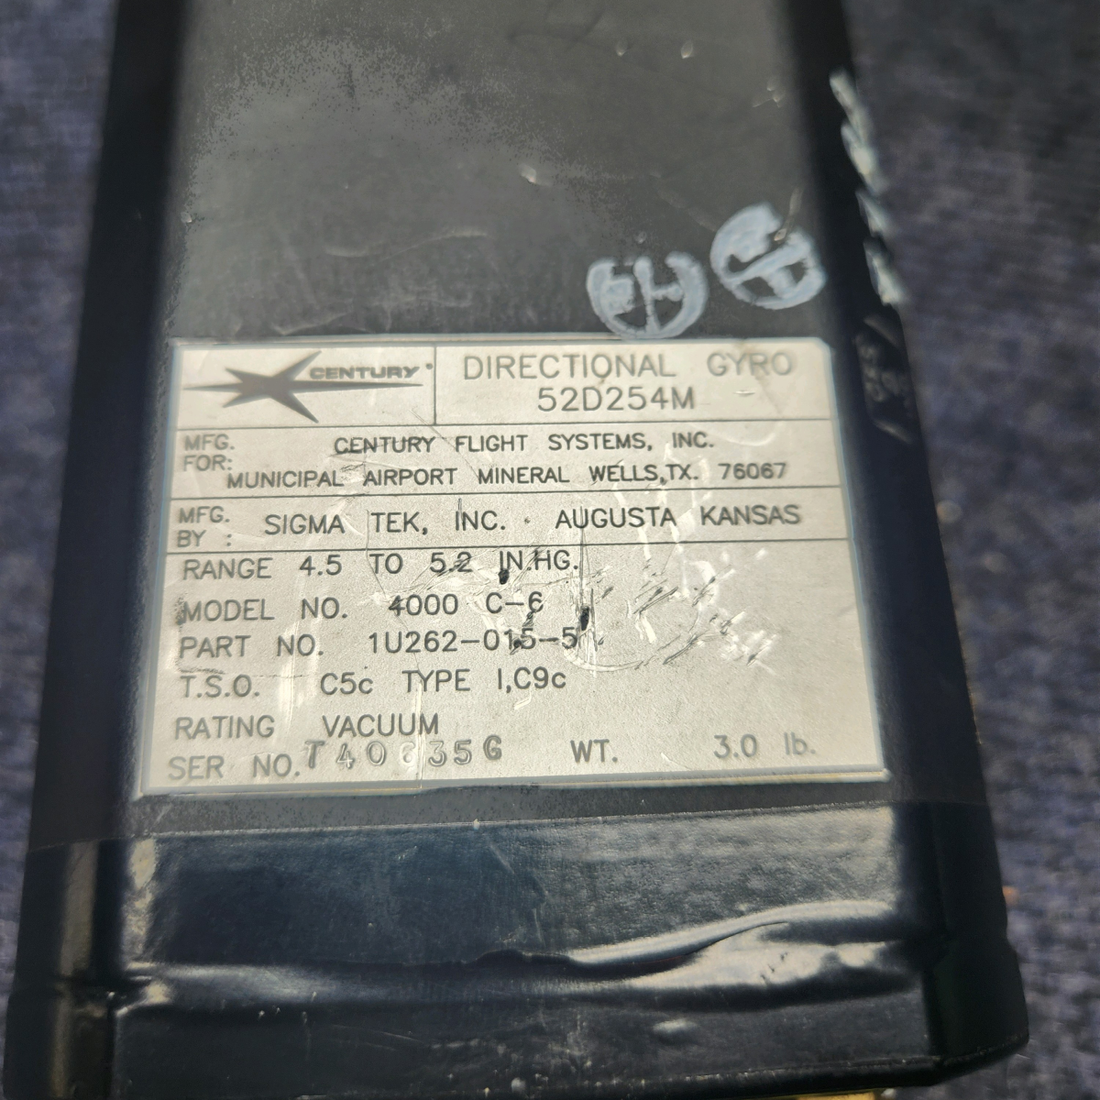 CENTURY
DIRECTIONAL GYRO
52D254M
MFG. FOR: CENTURY FLIGHT SYSTEMS, INC.
MUNICIPAL AIRPORT MINERAL WELLS,TX. 76067
MFG. BY : SIGMA TEK, INC. AUGUSTA KANSAS
RANGE 4.5 TO 5.2 IN.HG.
MODEL NO. 4000 C-6
PART NO. 1U262-015-5
T.S.O. C5c TYPE I,C9c
RATING VACUUM
SER NO. WT. 3.0 lb.